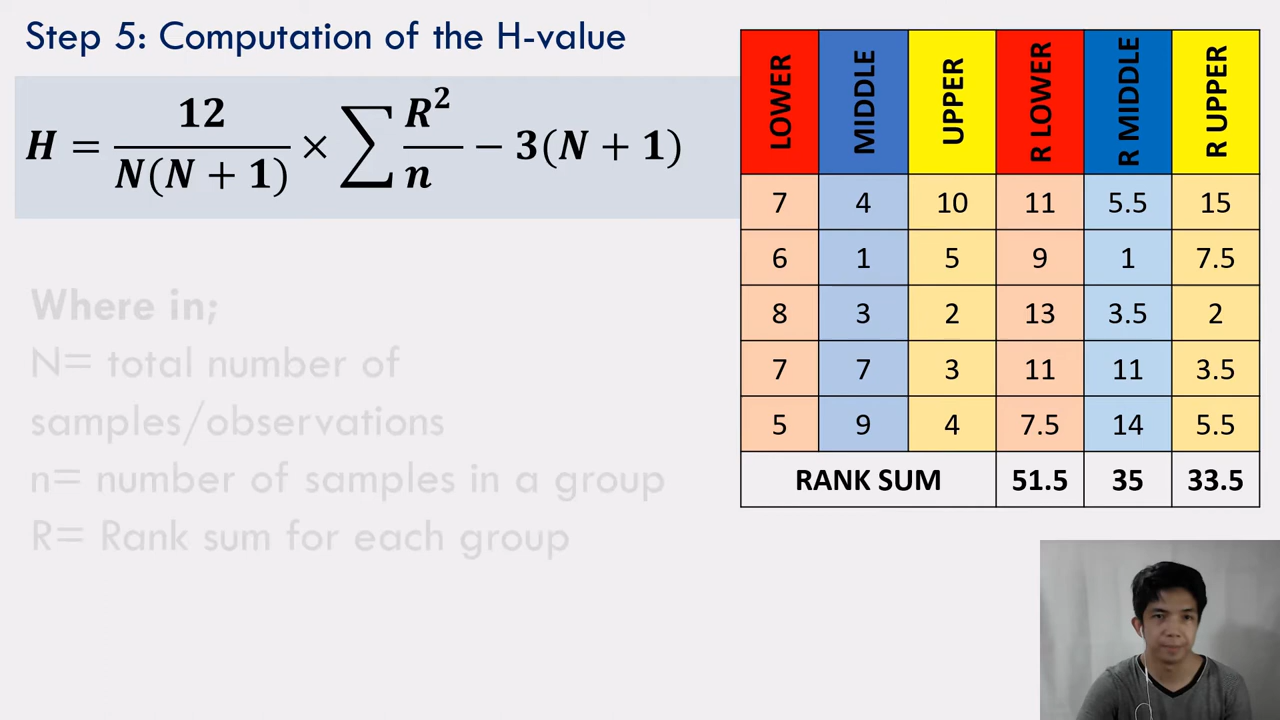 Step 5: Computation of the H-value
H = 12/N(N + 1) × ∑ R²/n − 3(N + 1)
Where in;
N= total number of
samples/observations
n= number of samples in a group
R= Rank sum for each group
LOWER MIDDLE UPPER R LOWER R MIDDLE R UPPER
7 4 10 11 5.5 15
6 1 5 9 1 7.5
8 3 2 13 3.5 2
7 7 3 11 11 3.5
5 9 4 7.5 14 5.5
RANK SUM 51.5 35 33.5